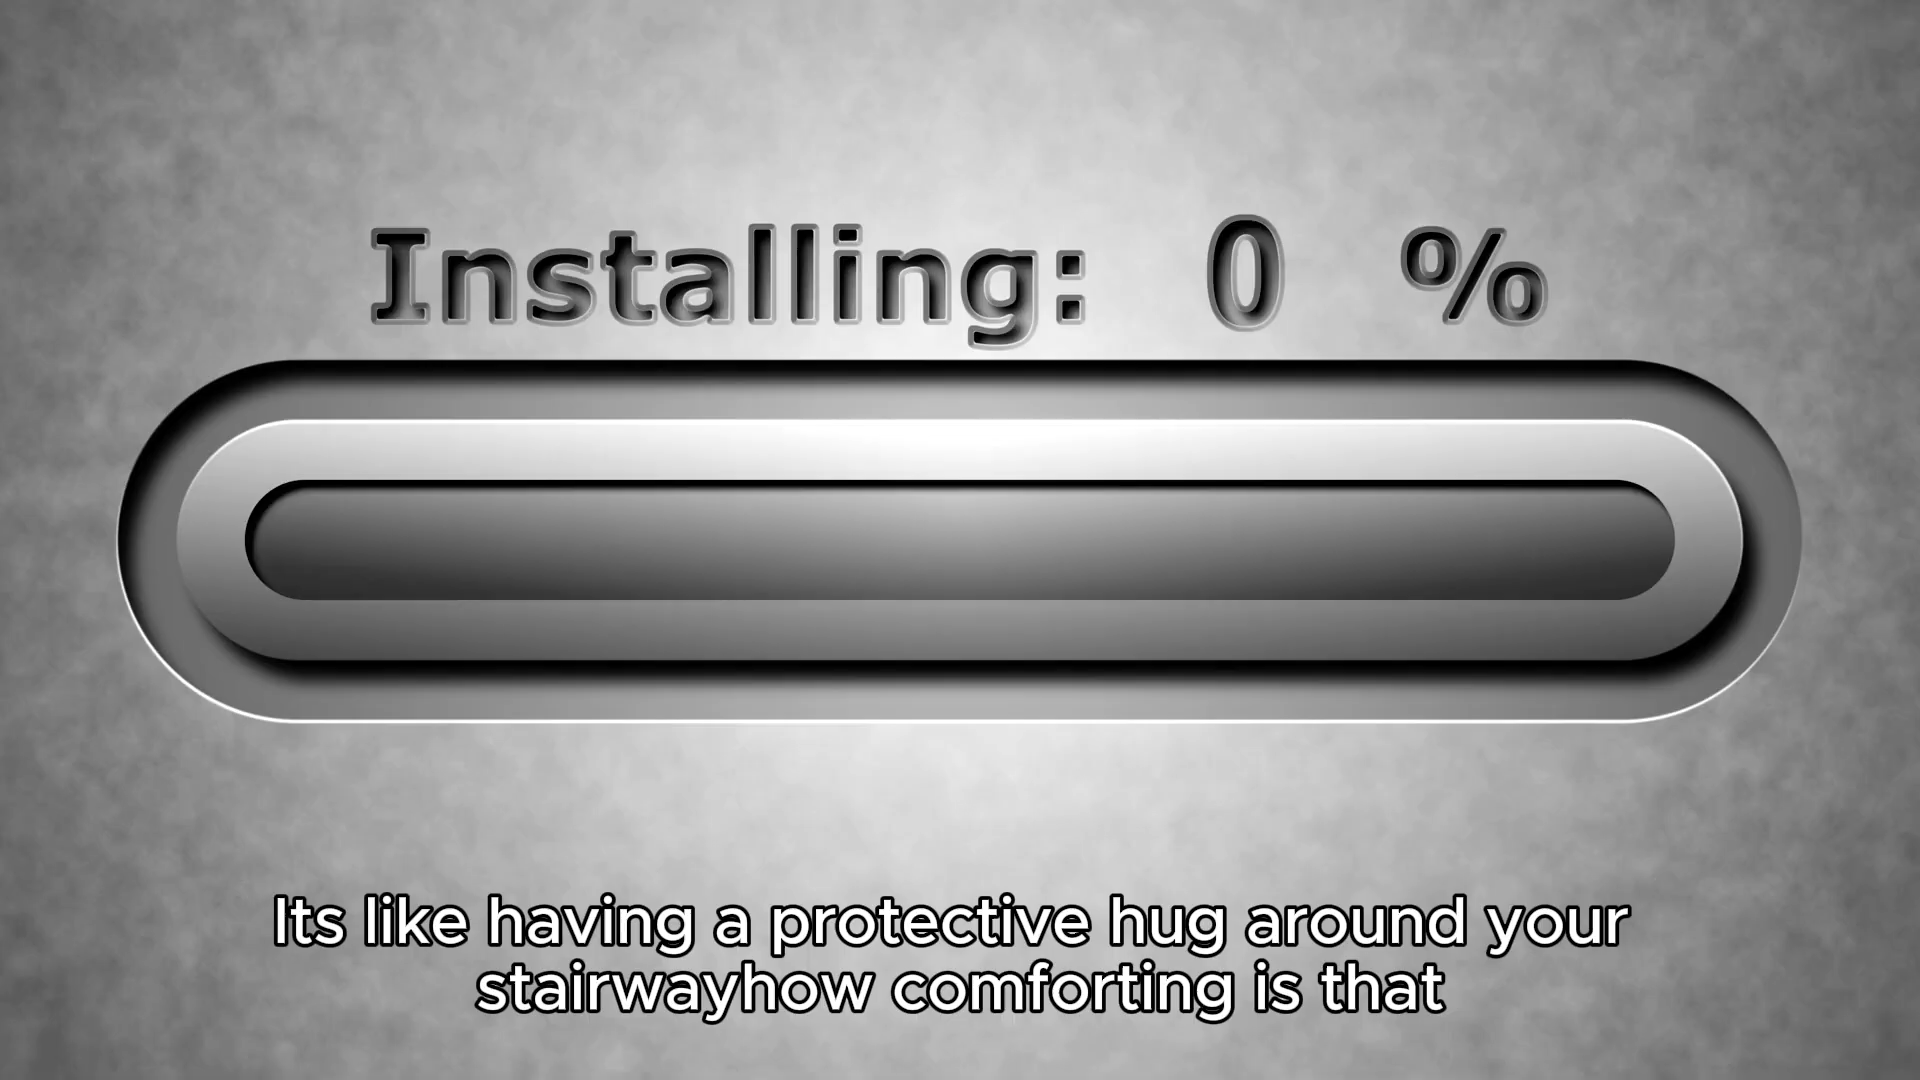 Installing: 0 %
Its like having a protective hug around your
stairwayhow comforting is that